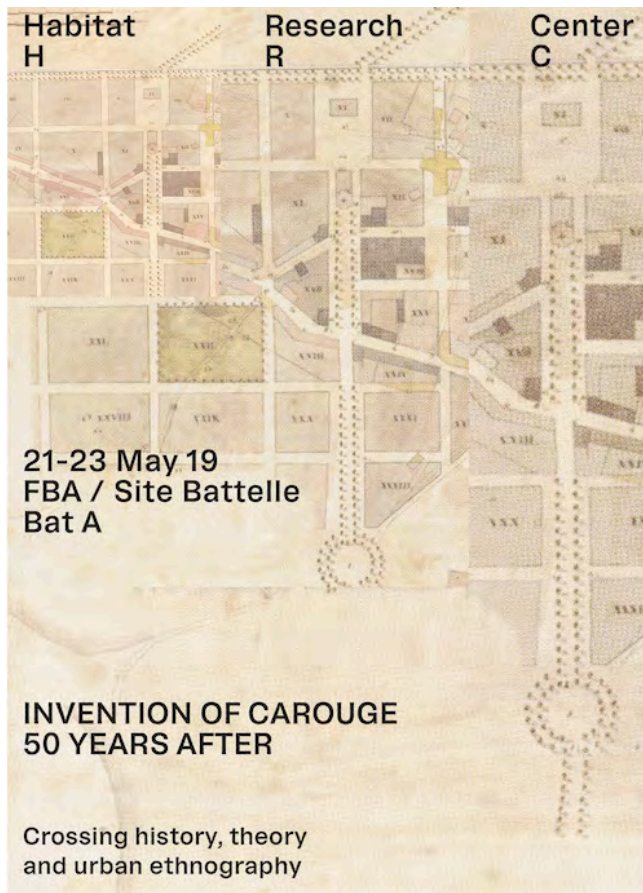 Habitat Research Center
H R C
21-23 May 19
FBA / Site Battelle
Bat A
INVENTION OF CAROUGE
50 YEARS AFTER
Crossing history, theory
and urban ethnography